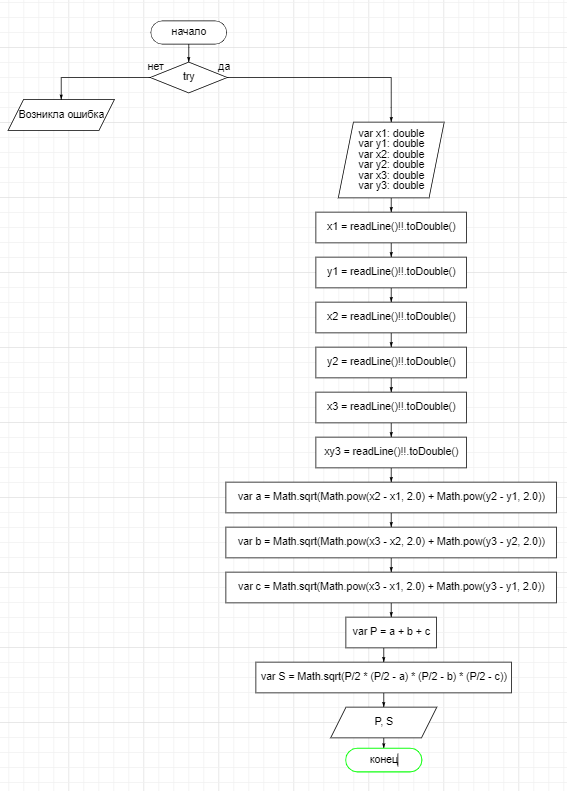 начало
нет
да
try
Возникла ошибка
var x1: double
var y1: double
var x2: double
var y2: double
var x3: double
var y3: double
x1 = readLine()!!.toDouble()
y1 = readLine()!!.toDouble()
x2 = readLine()!!.toDouble()
y2 = readLine()!!.toDouble()
x3 = readLine()!!.toDouble()
xy3 = readLine()!!.toDouble()
var a = Math.sqrt(Math.pow(x2 - x1, 2.0) + Math.pow(y2 - y1, 2.0))
var b = Math.sqrt(Math.pow(x3 - x2, 2.0) + Math.pow(y3 - y2, 2.0))
var c = Math.sqrt(Math.pow(x3 - x1, 2.0) + Math.pow(y3 - y1, 2.0))
var P = a + b + c
var S = Math.sqrt(P/2 * (P/2 - a) * (P/2 - b) * (P/2 - c))
P, S
конец